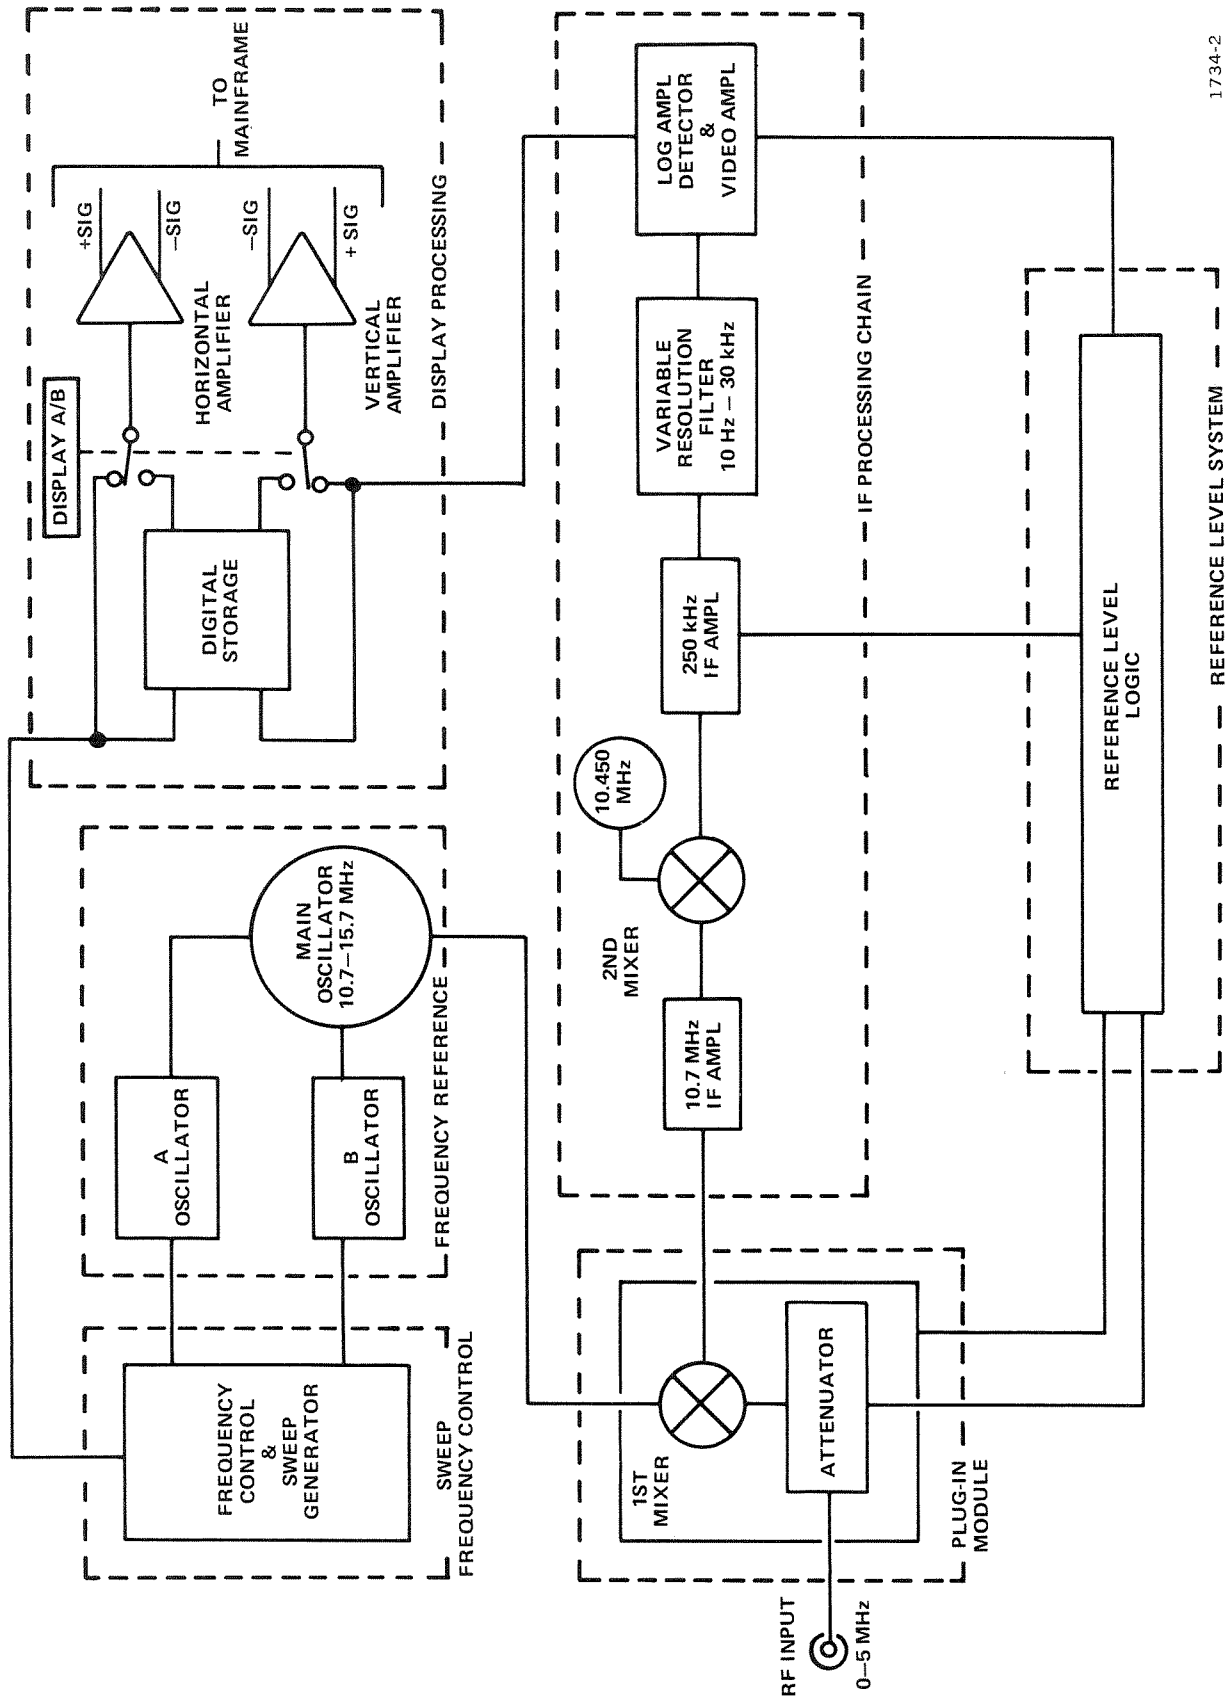 FREQUENCY
CONTROL
&
SWEEP
GENERATOR
SWEEP
FREQUENCY CONTROL
A
OSCILLATOR
B
OSCILLATOR
MAIN
OSCILLATOR
10.7–15.7 MHz
FREQUENCY REFERENCE
DIGITAL
STORAGE
DISPLAY A/B
HORIZONTAL
AMPLIFIER
VERTICAL
AMPLIFIER
+SIG
–SIG
–SIG
+ SIG
TO
MAINFRAME
DISPLAY PROCESSING
RF INPUT
0–5 MHz
1ST
MIXER
ATTENUATOR
PLUG-IN
MODULE
10.7 MHz
IF AMPL
2ND
MIXER
10.450
MHz
250 kHz
IF AMPL
VARIABLE
RESOLUTION
FILTER
10 Hz – 30 kHz
LOG AMPL
DETECTOR
&
VIDEO AMPL
IF PROCESSING CHAIN
REFERENCE LEVEL
LOGIC
REFERENCE LEVEL SYSTEM
1734-2